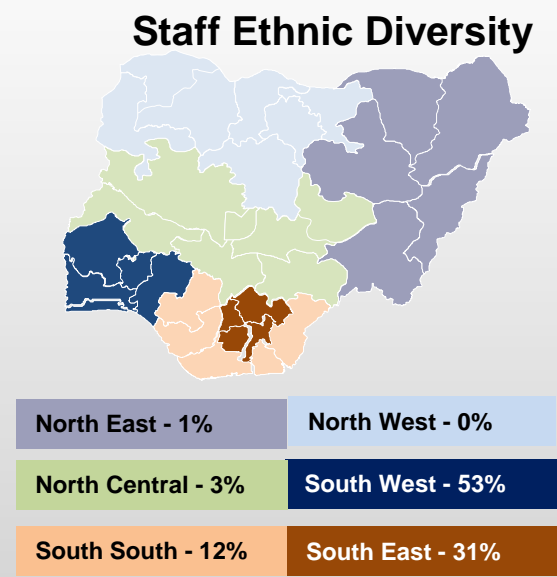 Staff Ethnic Diversity
North East - 1%
North West - 0%
North Central - 3%
South West - 53%
South South - 12%
South East - 31%